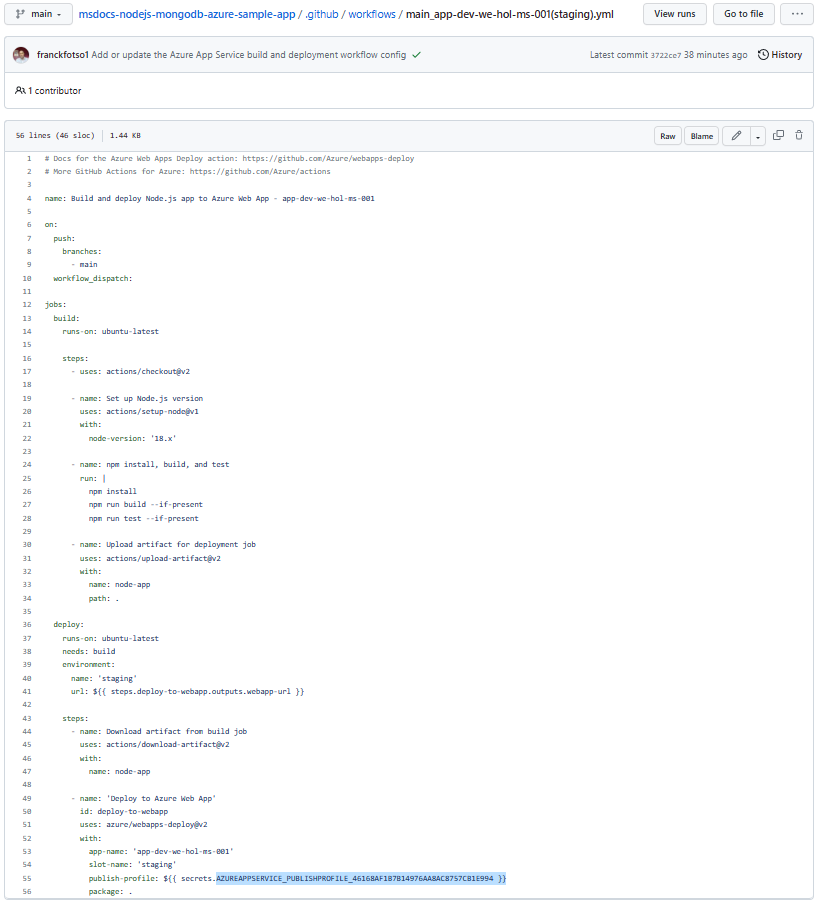 main
msdocs-nodejs-mongodb-azure-sample-app / .github / workflows / main_app-dev-we-hol-ms-001(staging).yml
View runs
Go to file
...
franckfotso1 Add or update the Azure App Service build and deployment workflow config
Latest commit 3722ce7 38 minutes ago
History
1 contributor
56 lines (46 sloc) | 1.44 KB
Raw
Blame
1 # Docs for the Azure Web Apps Deploy action: https://github.com/Azure/webapps-deploy
2 # More GitHub Actions for Azure: https://github.com/Azure/actions
3
4 name: Build and deploy Node.js app to Azure Web App - app-dev-we-hol-ms-001
5
6 on:
7   push:
8     branches:
9       - main
10   workflow_dispatch:
11
12 jobs:
13   build:
14     runs-on: ubuntu-latest
15
16     steps:
17       - uses: actions/checkout@v2
18
19       - name: Set up Node.js version
20         uses: actions/setup-node@v1
21         with:
22           node-version: '18.x'
23
24       - name: npm install, build, and test
25         run: |
26           npm install
27           npm run build --if-present
28           npm run test --if-present
29
30       - name: Upload artifact for deployment job
31         uses: actions/upload-artifact@v2
32         with:
33           name: node-app
34           path: .
35
36   deploy:
37     runs-on: ubuntu-latest
38     needs: build
39     environment:
40       name: 'staging'
41       url: ${{ steps.deploy-to-webapp.outputs.webapp-url }}
42
43     steps:
44       - name: Download artifact from build job
45         uses: actions/download-artifact@v2
46         with:
47           name: node-app
48
49       - name: 'Deploy to Azure Web App'
50         id: deploy-to-webapp
51         uses: azure/webapps-deploy@v2
52         with:
53           app-name: 'app-dev-we-hol-ms-001'
54           slot-name: 'staging'
55           publish-profile: ${{ secrets.AZUREAPPSERVICE_PUBLISHPROFILE_46168AF1B7B14976AA8AC8757C81E994 }}
56           package: .